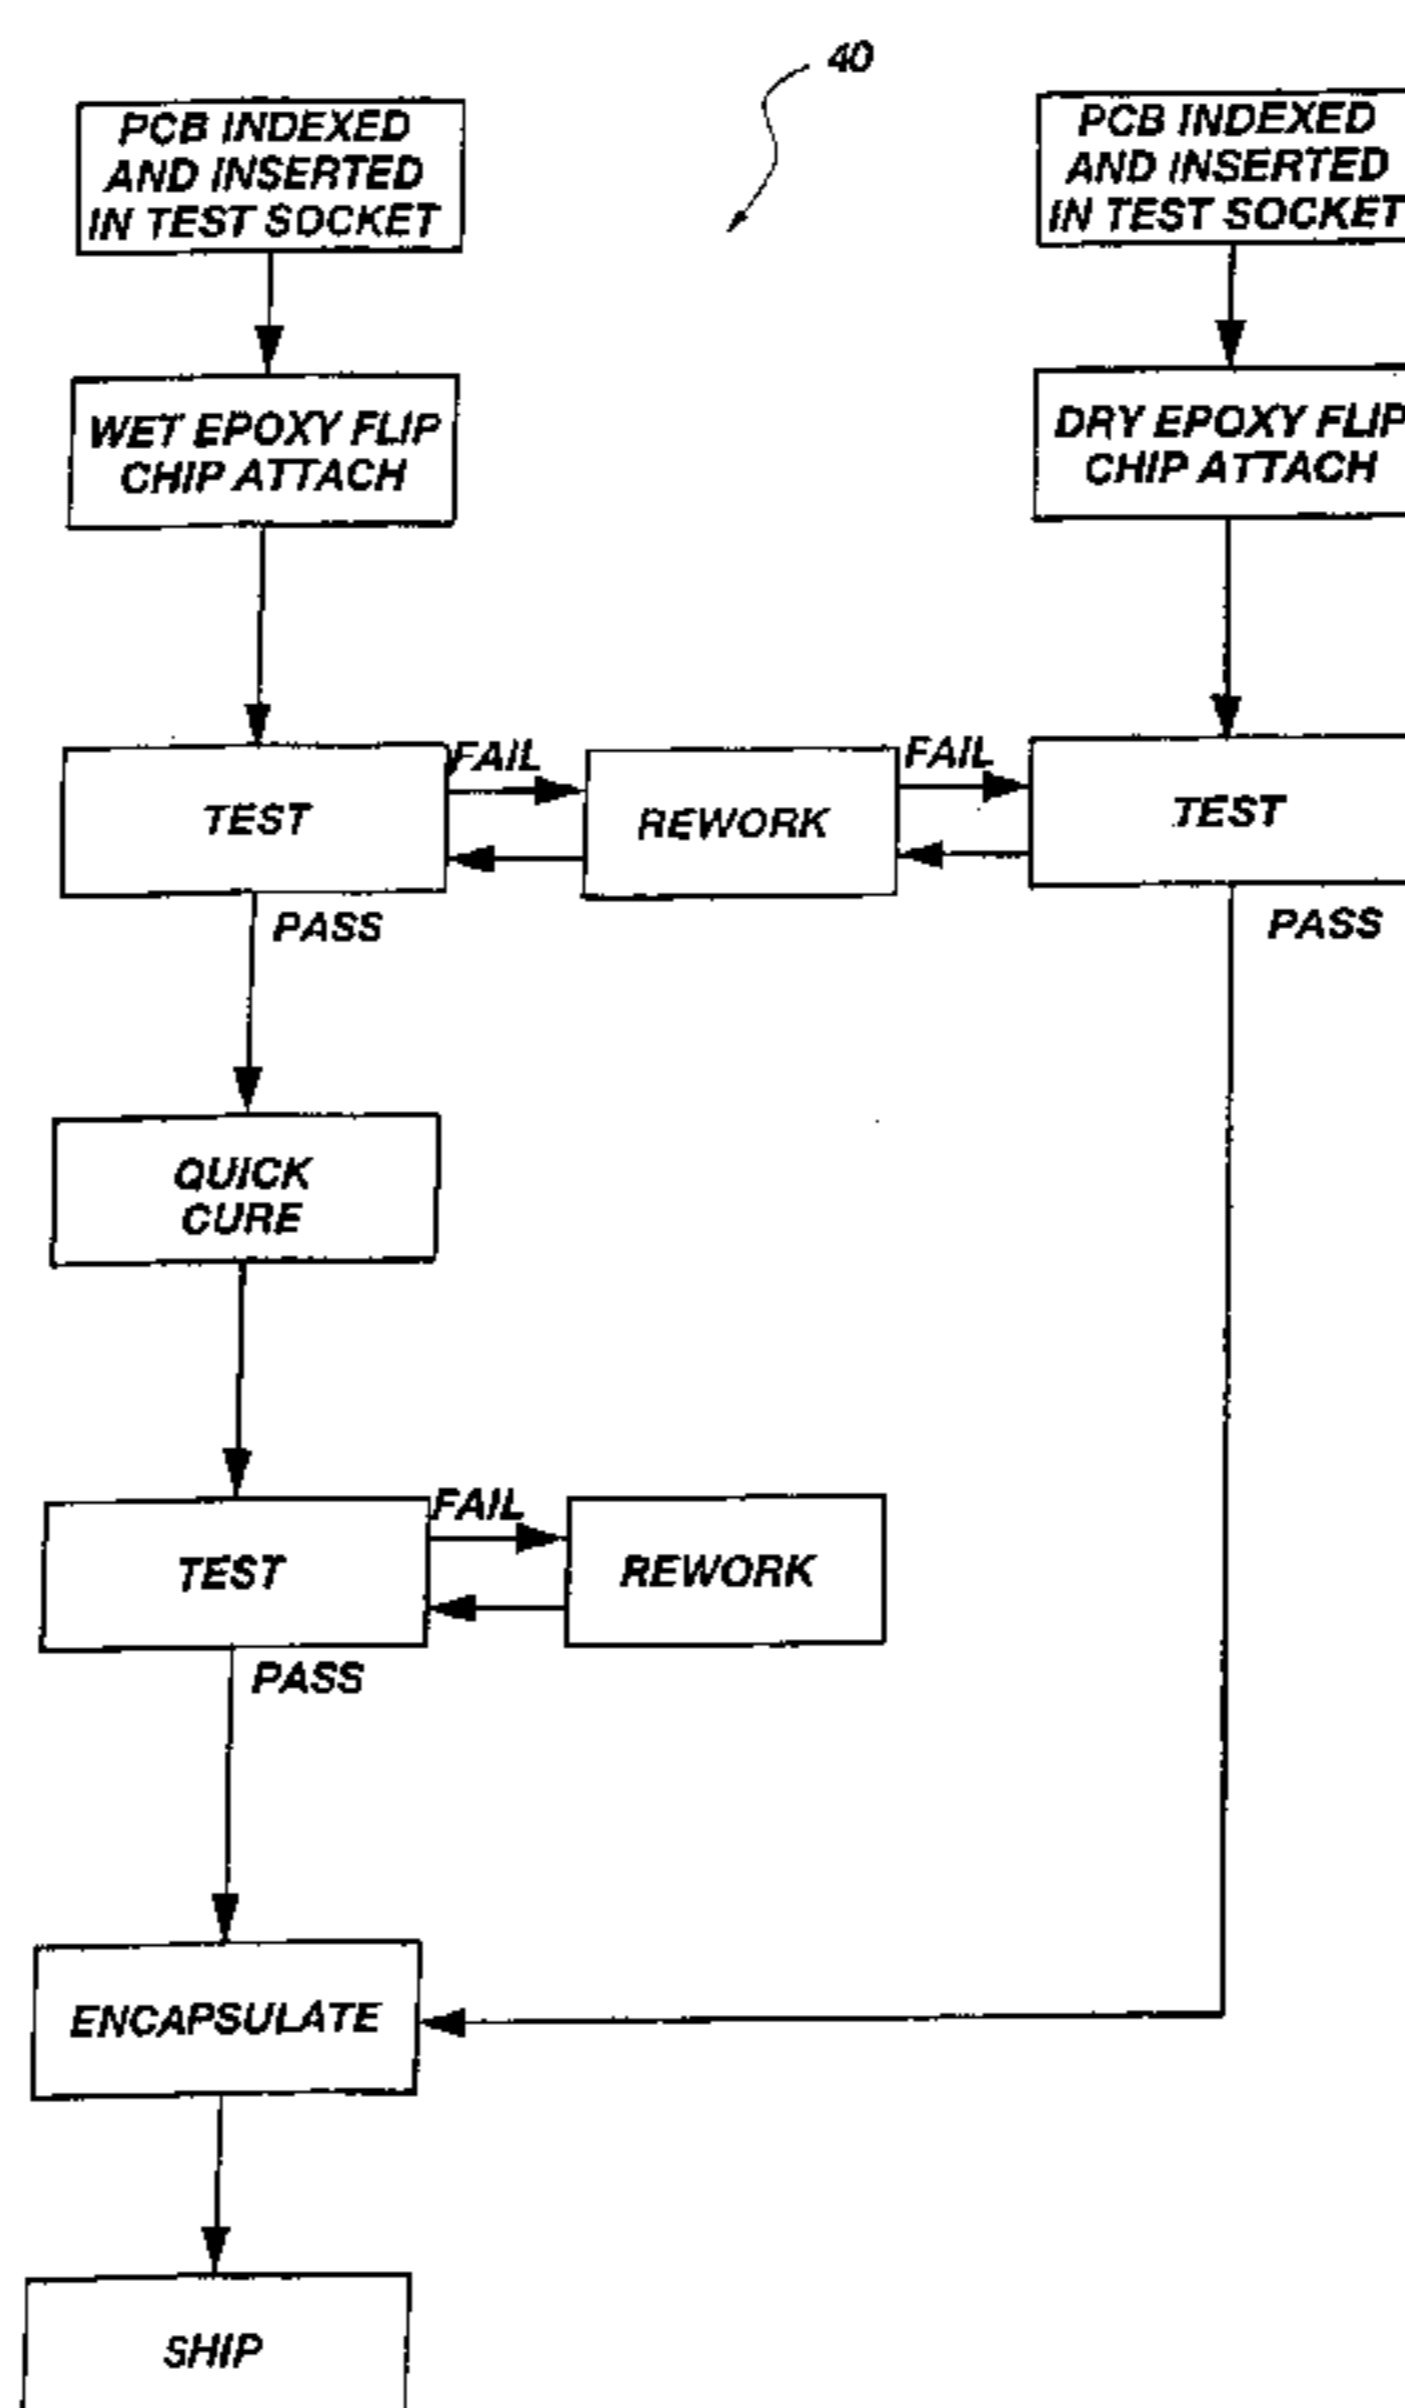 40
PCB INDEXED
AND INSERTED
IN TEST SOCKET
PCB INDEXED
AND INSERTED
IN TEST SOCKET
WET EPOXY FLIP
CHIP ATTACH
DRY EPOXY FLIP
CHIP ATTACH
TEST
FAIL
REWORK
FAIL
TEST
PASS
PASS
QUICK
CURE
TEST
FAIL
REWORK
PASS
ENCAPSULATE
SHIP